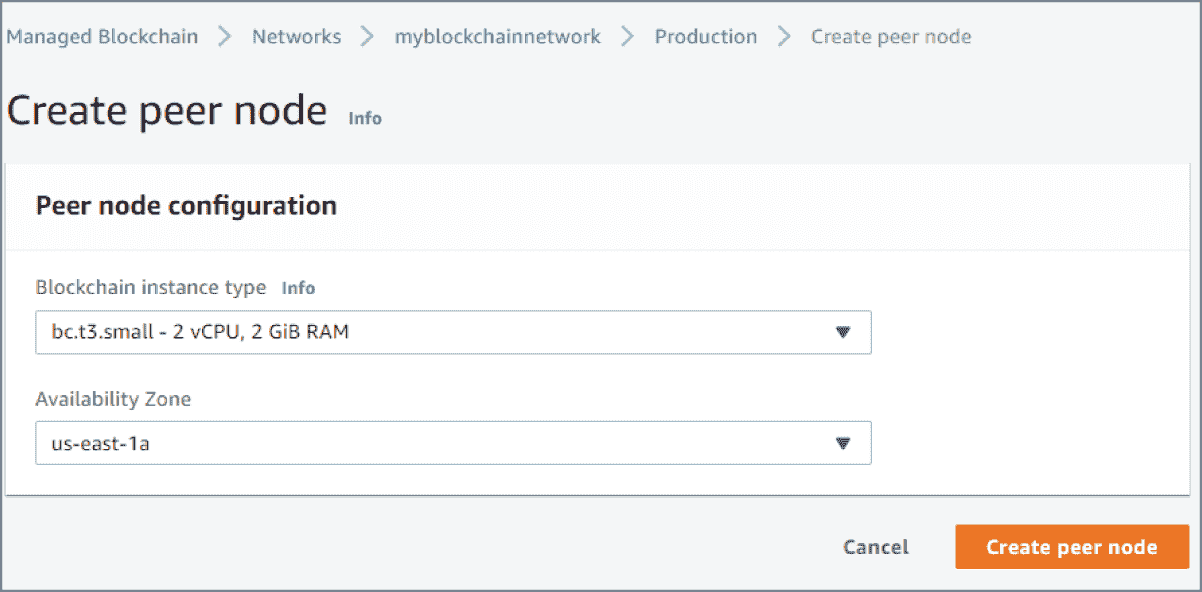 Managed Blockchain > Networks > myblockchainnetwork > Production > Create peer node
Create peer node Info
Peer node configuration
Blockchain instance type Info
bc.t3.small - 2 vCPU, 2 GiB RAM
Availability Zone
us-east-1a
Cancel Create peer node